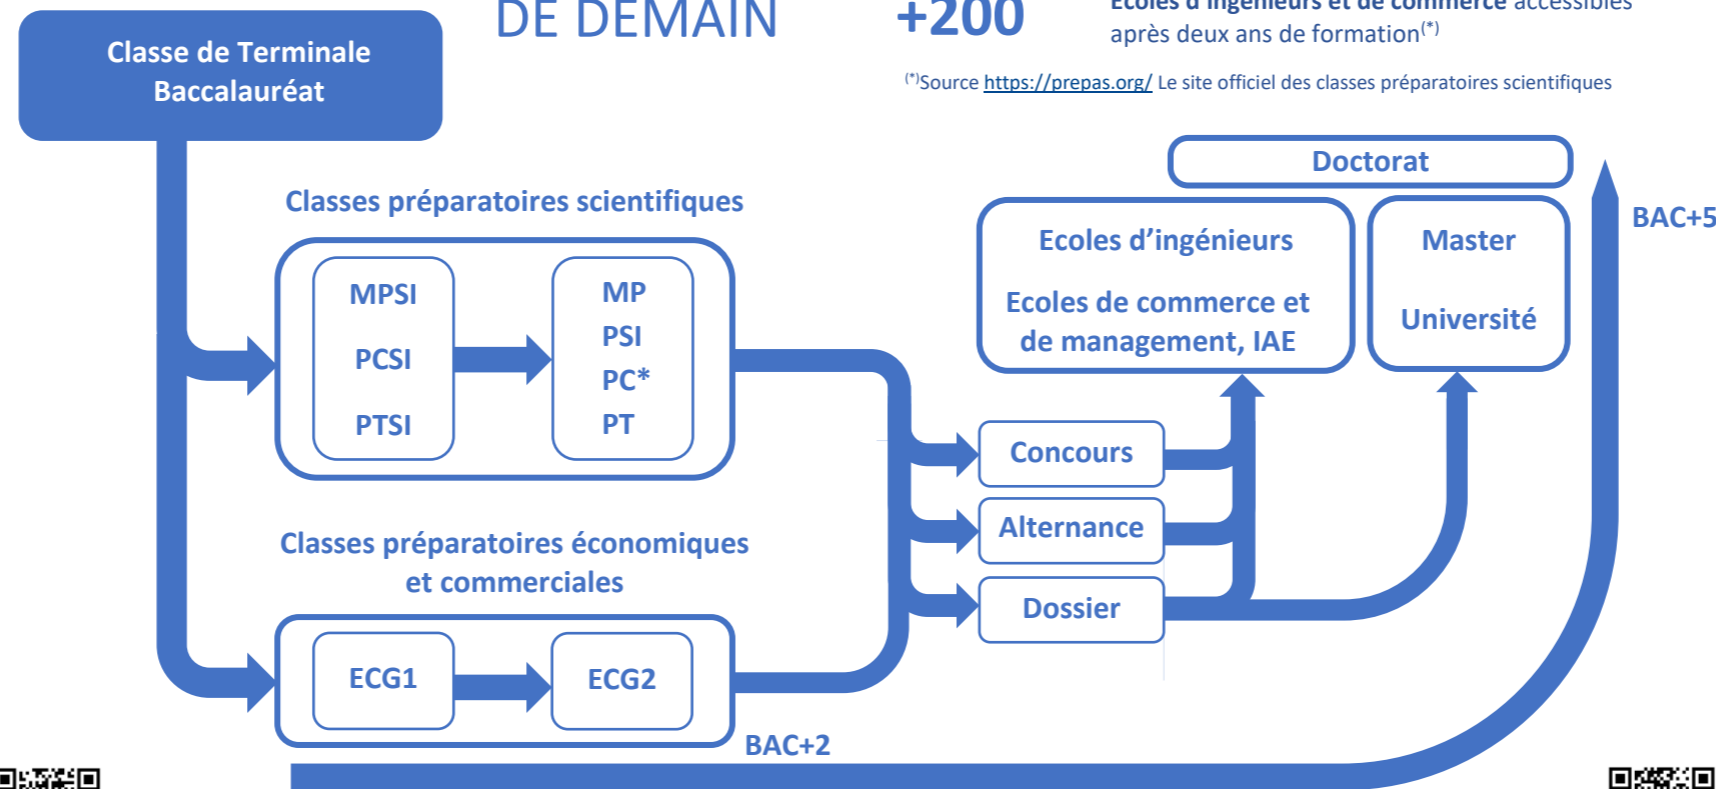 DE DEMAIN
+200
Ecoles d'ingénieurs et de commerce accessibles
après deux ans de formation(*)
(*)Source https://prepas.org/ Le site officiel des classes préparatoires scientifiques
Classe de Terminale
Baccalauréat
Classes préparatoires scientifiques
MPSI
PCSI
PTSI
MP
PSI
PC*
PT
Classes préparatoires économiques
et commerciales
ECG1
ECG2
BAC+2
Concours
Alternance
Dossier
Doctorat
Ecoles d’ingénieurs
Ecoles de commerce et
de management, IAE
Master
Université
BAC+5